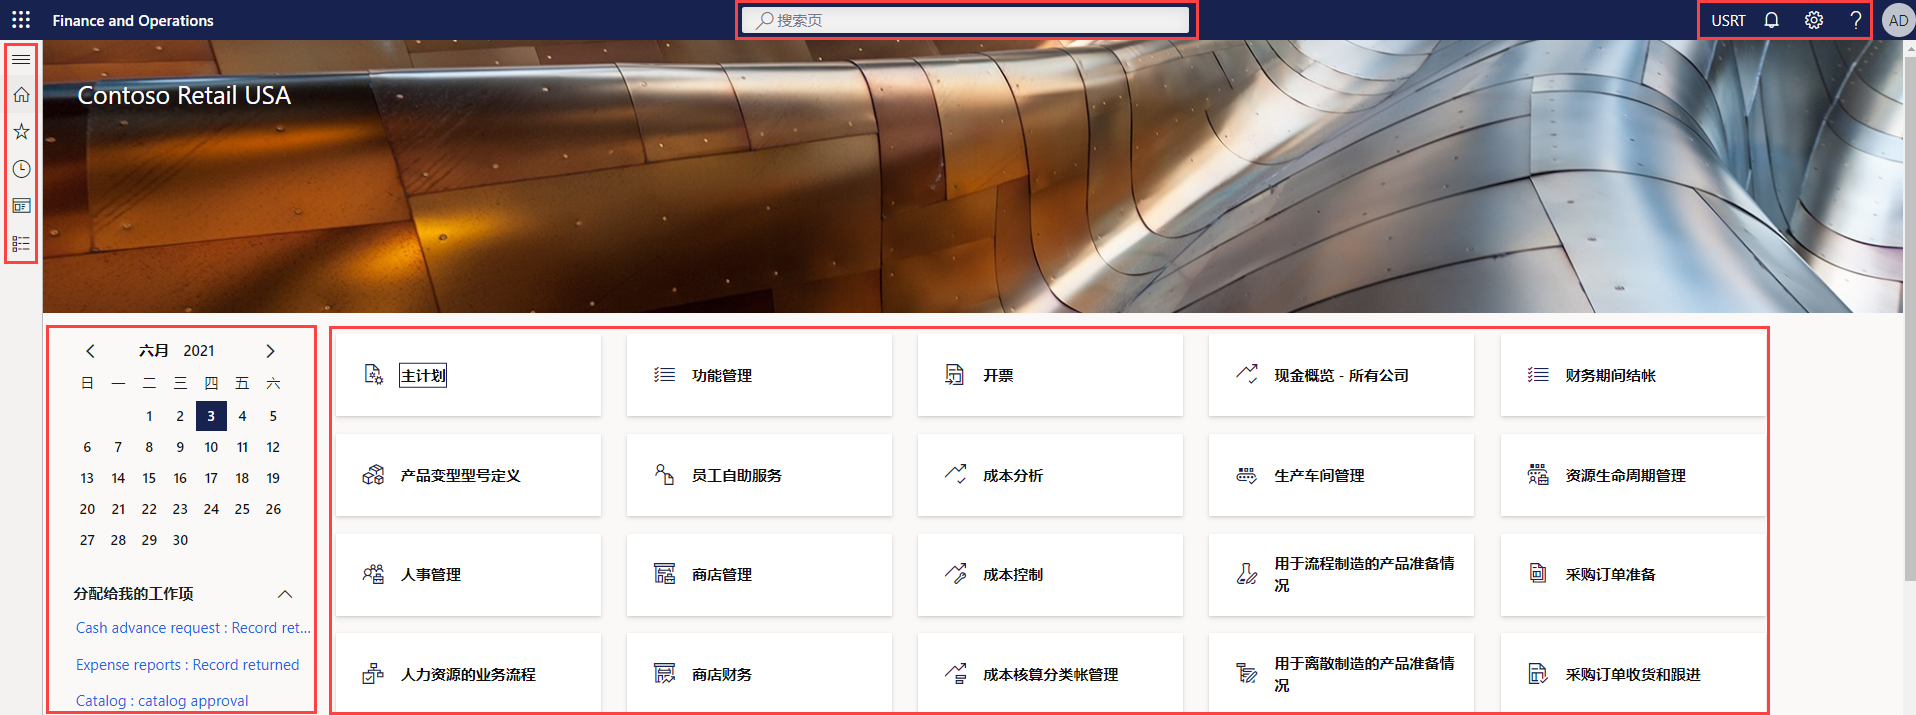 Finance and Operations
搜索页
USRT
AD
Contoso Retail USA
六月 2021
日 一 二 三 四 五 六
1 2 3 4 5
6 7 8 9 10 11 12
13 14 15 16 17 18 19
20 21 22 23 24 25 26
27 28 29 30
分配给我的工作项
Cash advance request : Record ret...
Expense reports : Record returned
Catalog : catalog approval
主计划
功能管理
开票
现金概览 - 所有公司
财务期间结帐
产品变型型号定义
员工自助服务
成本分析
生产车间管理
资源生命周期管理
人事管理
商店管理
成本控制
用于流程制造的产品准备情
况
采购订单准备
人力资源的业务流程
商店财务
成本核算分类帐管理
用于离散制造的产品准备情
况
采购订单收货和跟进